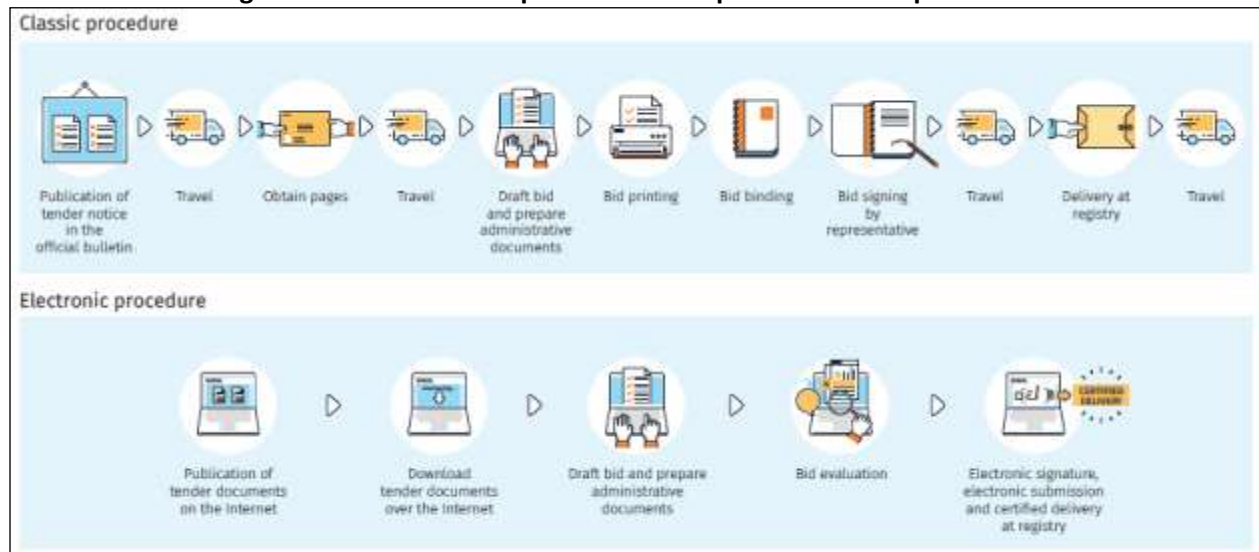 Classic procedure
Publication of
tender notice
in the
official bulletin
Travel
Obtain pages
Travel
Draft bid
and prepare
administrative
documents
Bid printing
Bid binding
Bid signing
by
representative
Travel
Delivery at
registry
Travel
Electronic procedure
Publication of
tender documents
on the Internet
Download
tender documents
over the Internet
Draft bid and prepare
administrative
documents
Bid evaluation
CERTIFIED
DELIVERY
Electronic signature,
electronic submission
and certified delivery
at registry